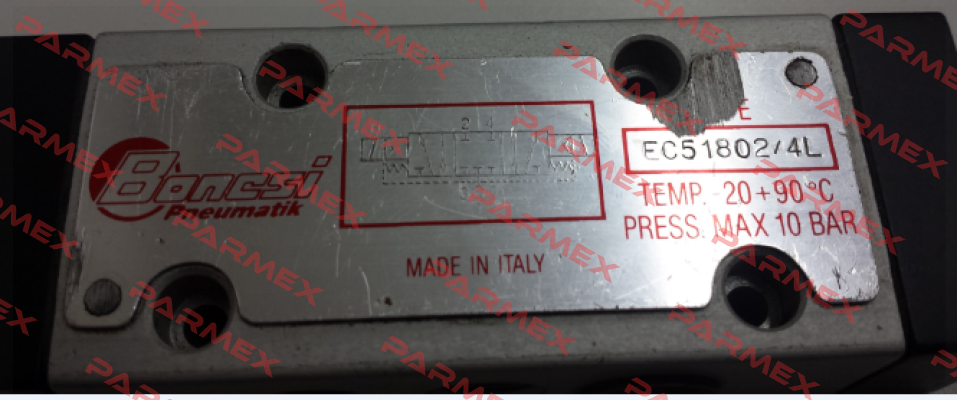 Bonesi
Pneumatik
2 4
MADE IN ITALY
E
EC51802/4L
TEMP. -20 +90 °C
PRESS. MAX 10 BAR
PARMEX